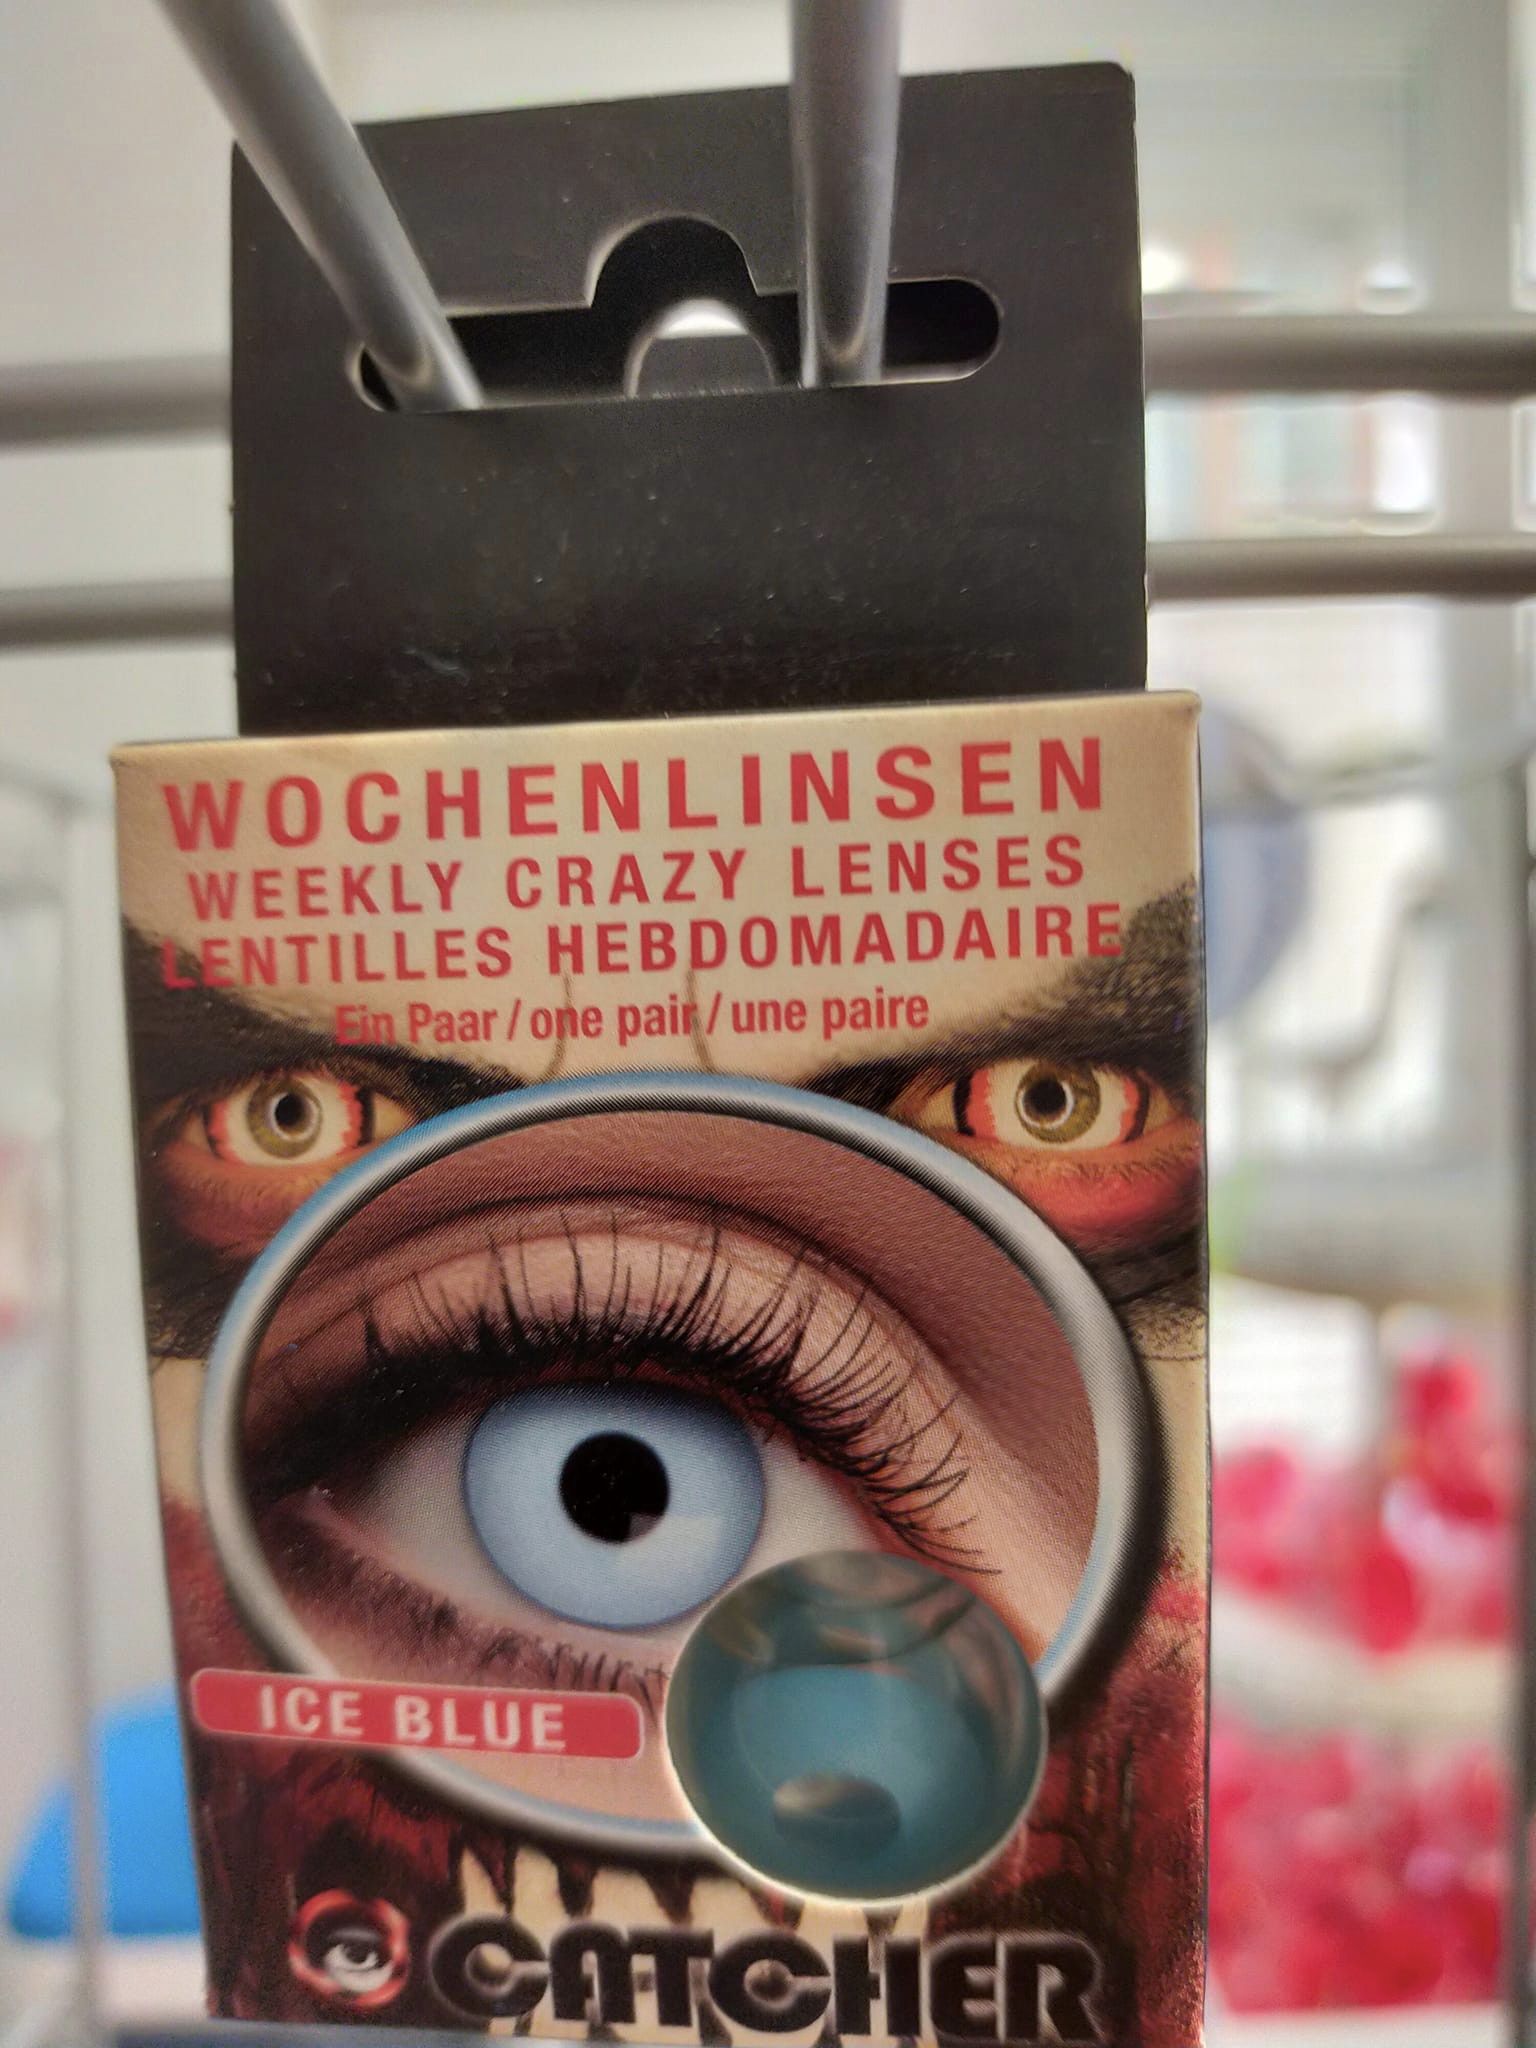 WOCHENLINSEN
WEEKLY CRAZY LENSES
LENTILLES HEBDOMADAIRE
Ein Paar / one pair / une paire
ICE BLUE
CATCHER